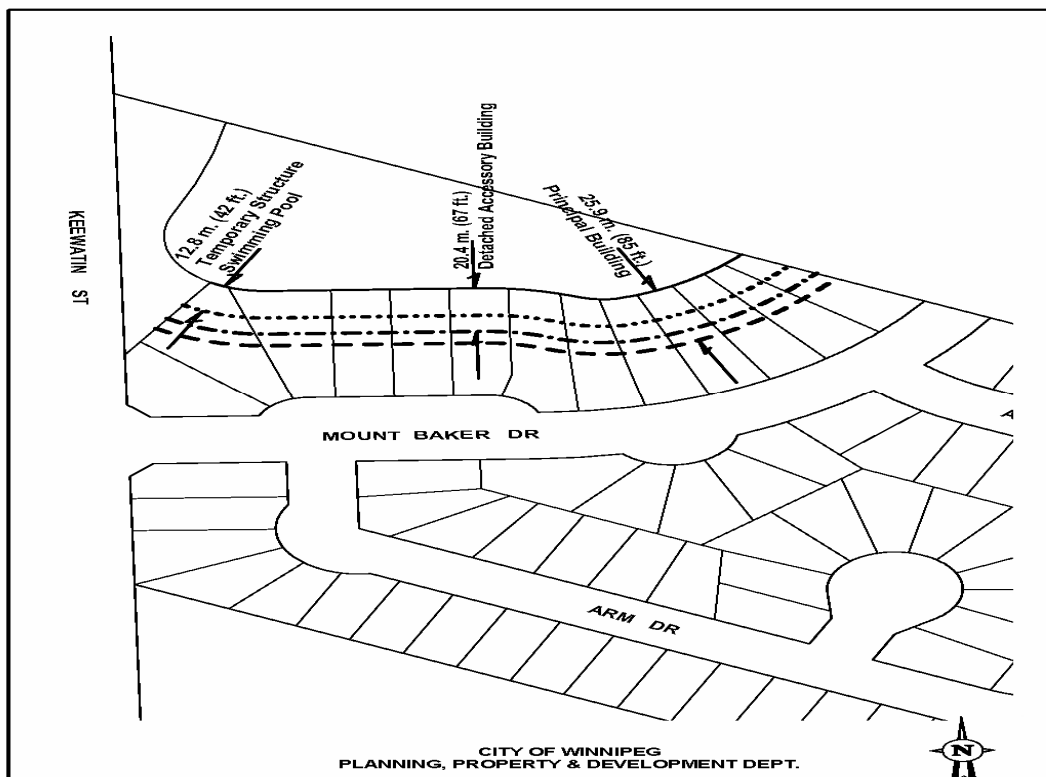 KEEWATIN ST
12.8 m. (42 ft.)
Temporary Structure
Swimming Pool
20.4 m. (67 ft.)
Detached Accessory Building
25.9 m. (85 ft.)
Principal Building
MOUNT BAKER DR
A
ARM DR
CITY OF WINNIPEG
PLANNING, PROPERTY & DEVELOPMENT DEPT.
N